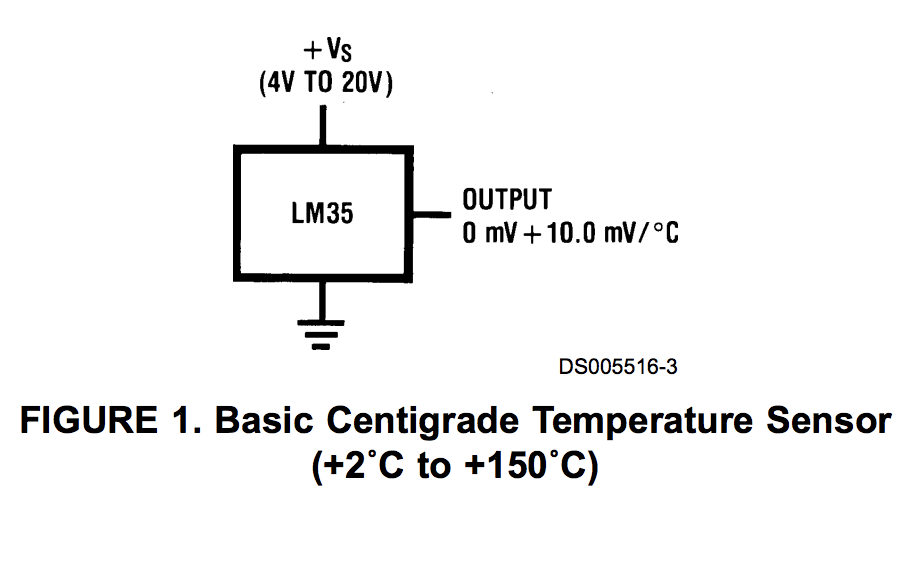 +VS
(4V TO 20V)
LM35
OUTPUT
0 mV + 10.0 mV/°C
DS005516-3
FIGURE 1. Basic Centigrade Temperature Sensor
(+2˚C to +150˚C)